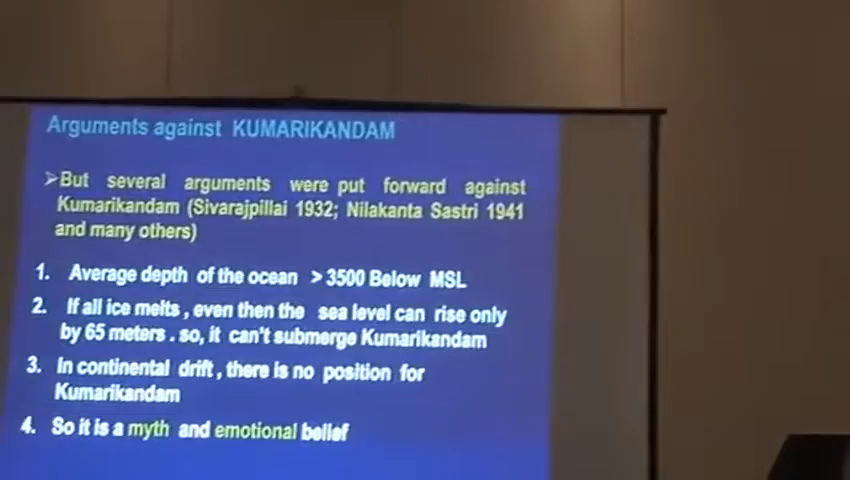 Arguments against KUMARIKANDAM
➢But several arguments were put forward against
Kumarikandam (Sivarajpillai 1932; Nilakanta Sastri 1941
and many others)
1. Average depth of the ocean > 3500 Below MSL
2. If all ice melts , even then the sea level can rise only
by 65 meters . so, it can't submerge Kumarikandam
3. In continental drift , there is no position for
Kumarikandam
4. So it is a myth and emotional belief